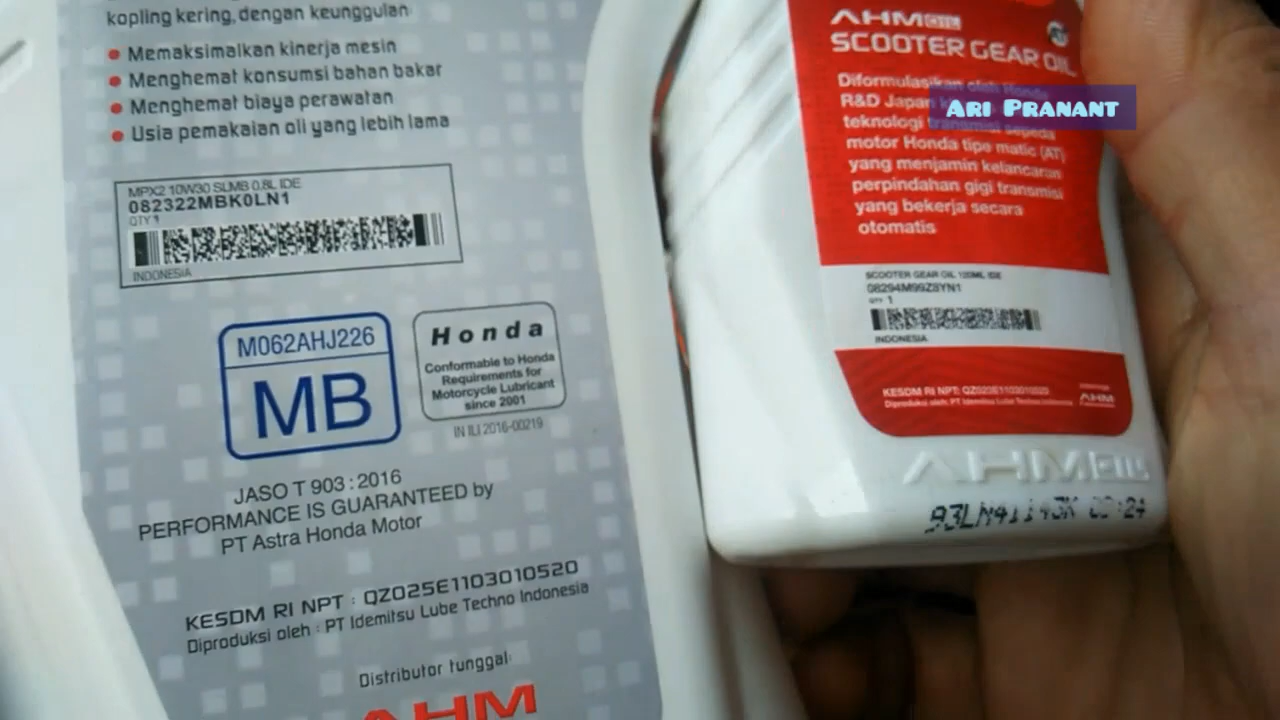 kopling kering, dengan keunggulan:
Memaksimalkan kinerja mesin
Menghemat konsumsi bahan bakar
Menghemat biaya perawatan
Usia pemakaian oli yang lebih lama
MPX2 10W30 SLMB 0.8L IDE
082322MBK0LN1
QTY 1
INDONESIA
M062AHJ226
MB
Honda
Conformable to Honda
Requirements for
Motorcycle Lubricant
since 2001
IN ILI 2016-00219
JASO T 903 : 2016
PERFORMANCE IS GUARANTEED by
PT Astra Honda Motor
KESDM RI NPT : QZ025E1103010520
Diproduksi oleh : PT Idemitsu Lube Techno Indonesia
Distributor tunggal:
AHM
AHMOIL
SCOOTER GEAR OIL
Diformulasikan oleh Honda
R&D Japan
ARI PRANANT
teknologi transmisi sepeda
motor Honda tipe matic (AT)
yang menjamin kelancaran
perpindahan gigi transmisi
yang bekerja secara
otomatis
SCOOTER GEAR OIL 120ML IDE
08294M99Z8YN1
QTY 1
INDONESIA
KESDM RI NPT:
Diproduksi oleh: PT Idemitsu Lube Techno Indonesia
AHM
AHMOIL